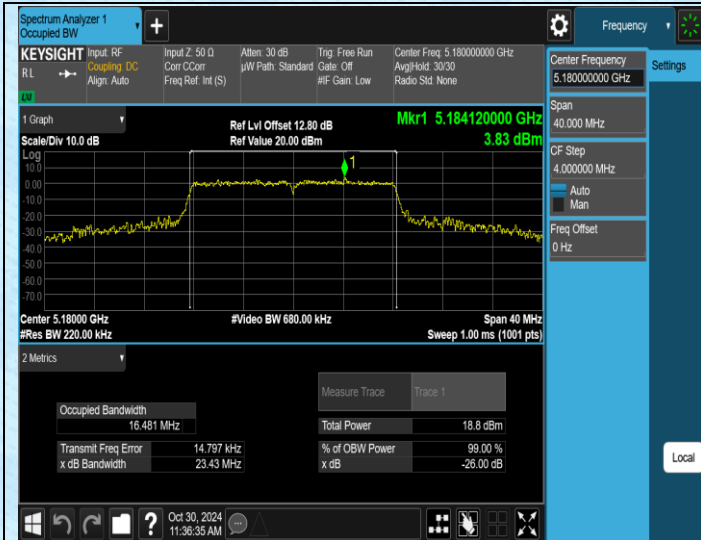 Spectrum Analyzer 1
Occupied BW
+
Frequency
KEYSIGHT
R L
LU
Input: RF
Coupling: DC
Align: Auto
Input Z: 50 Ω
Corr CCorr
Freq Ref: Int (S)
Atten: 30 dB
µW Path: Standard
Trig: Free Run
Gate: Off
#IF Gain: Low
Center Freq: 5.180000000 GHz
Avg|Hold: 30/30
Radio Std: None
Center Frequency
5.180000000 GHz
Settings
Span
40.000 MHz
CF Step
4.000000 MHz
Auto
Man
Freq Offset
0 Hz
Local
1 Graph
Scale/Div 10.0 dB
Ref Lvl Offset 12.80 dB
Ref Value 20.00 dBm
Mkr1 5.184120000 GHz
3.83 dBm
Log
10.0
0.00
-10.0
-20.0
-30.0
-40.0
-50.0
-60.0
-70.0
1
Center 5.18000 GHz
#Res BW 220.00 kHz
#Video BW 680.00 kHz
Span 40 MHz
Sweep 1.00 ms (1001 pts)
2 Metrics
Measure Trace Trace 1
Occupied Bandwidth
16.481 MHz
Total Power 18.8 dBm
Transmit Freq Error 14.797 kHz
% of OBW Power 99.00 %
x dB Bandwidth 23.43 MHz
x dB -26.00 dB
?
Oct 30, 2024
11:36:35 AM